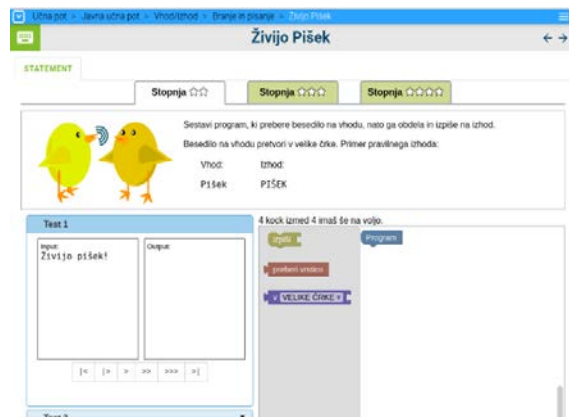 Učna pot > Javna učna pot > Vhod/Izhod > Branje in pisanje > Živijo Pišek
Živijo Pišek
STATEMENT
Stopnja
Stopnja
Stopnja
Sestavi program, ki prebere besedilo na vhodu, nato ga obdela in izpiše na izhod.
Besedilo na vhodu pretvori v velike črke. Primer pravilnega izhoda:
Vhod: Izhod:
Pišek PIŠEK
Test 1
4 kock izmed 4 imaš še na voljo.
Input: Output:
Živijo pišek!
izpiši
Program
preberi vrstico
v VELIKE ČRKE
|< |> > >> >>> >|